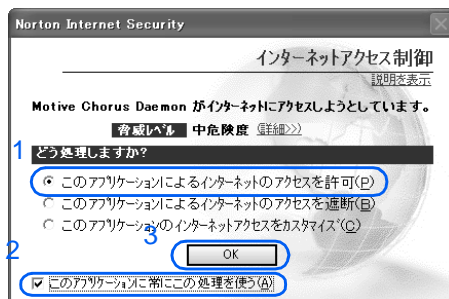 Norton Internet Security
インターネットアクセス制御
説明を表示
Motive Chorus Daemon がインターネットにアクセスしようとしています。
脅威レベル 中危険度 (詳細>>)
1
どう処理しますか?
このアプリケーションによるインターネットのアクセスを許可(P)
このアプリケーションによるインターネットのアクセスを遮断(B)
このアプリケーションのインターネットアクセスをカスタマイズ(C)
3
OK
2
このアプリケーションに常にこの処理を使う(A)